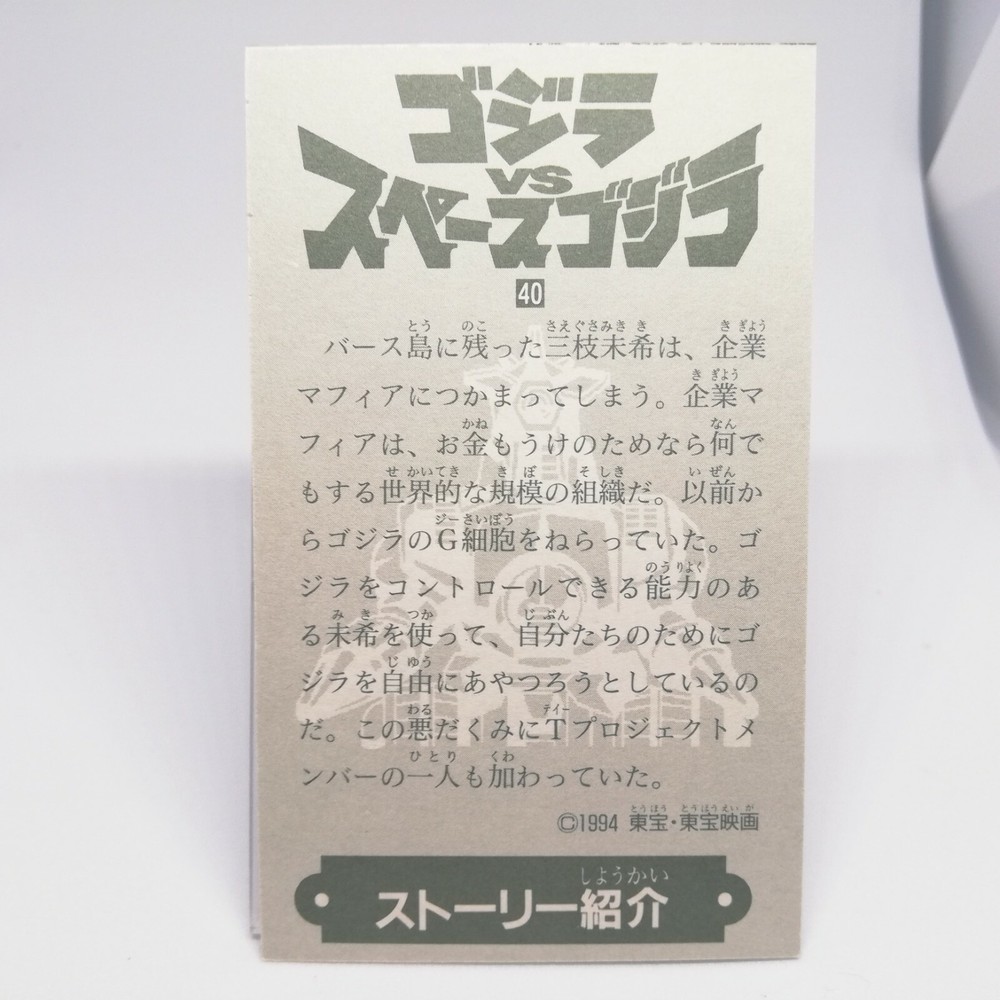 ゴジラ
VS
スペースゴジラ
40
バース島に残った三枝未希は、企業
マフィアにつかまってしまう。企業マ
フィアは、お金もうけのためなら何で
もする世界的な規模の組織だ。以前か
らゴジラのG細胞をねらっていた。ゴ
ジラをコントロールできる能力のあ
る未希を使って、自分たちのためにゴ
ジラを自由にあやつろうとしているの
だ。この悪だくみにTプロジェクトメ
ンバーの一人も加わっていた。
©1994 東宝・東宝映画
ストーリー紹介